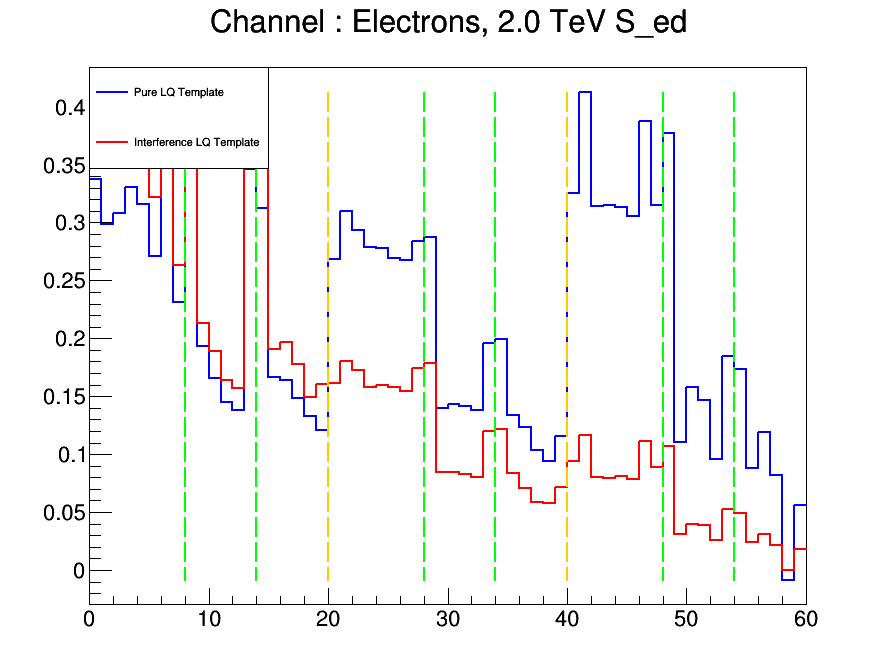 Channel : Electrons, 2.0 TeV S_ed
Pure LQ Template
Interference LQ Template
0.4
0.35
0.3
0.25
0.2
0.15
0.1
0.05
0
0 10 20 30 40 50 60